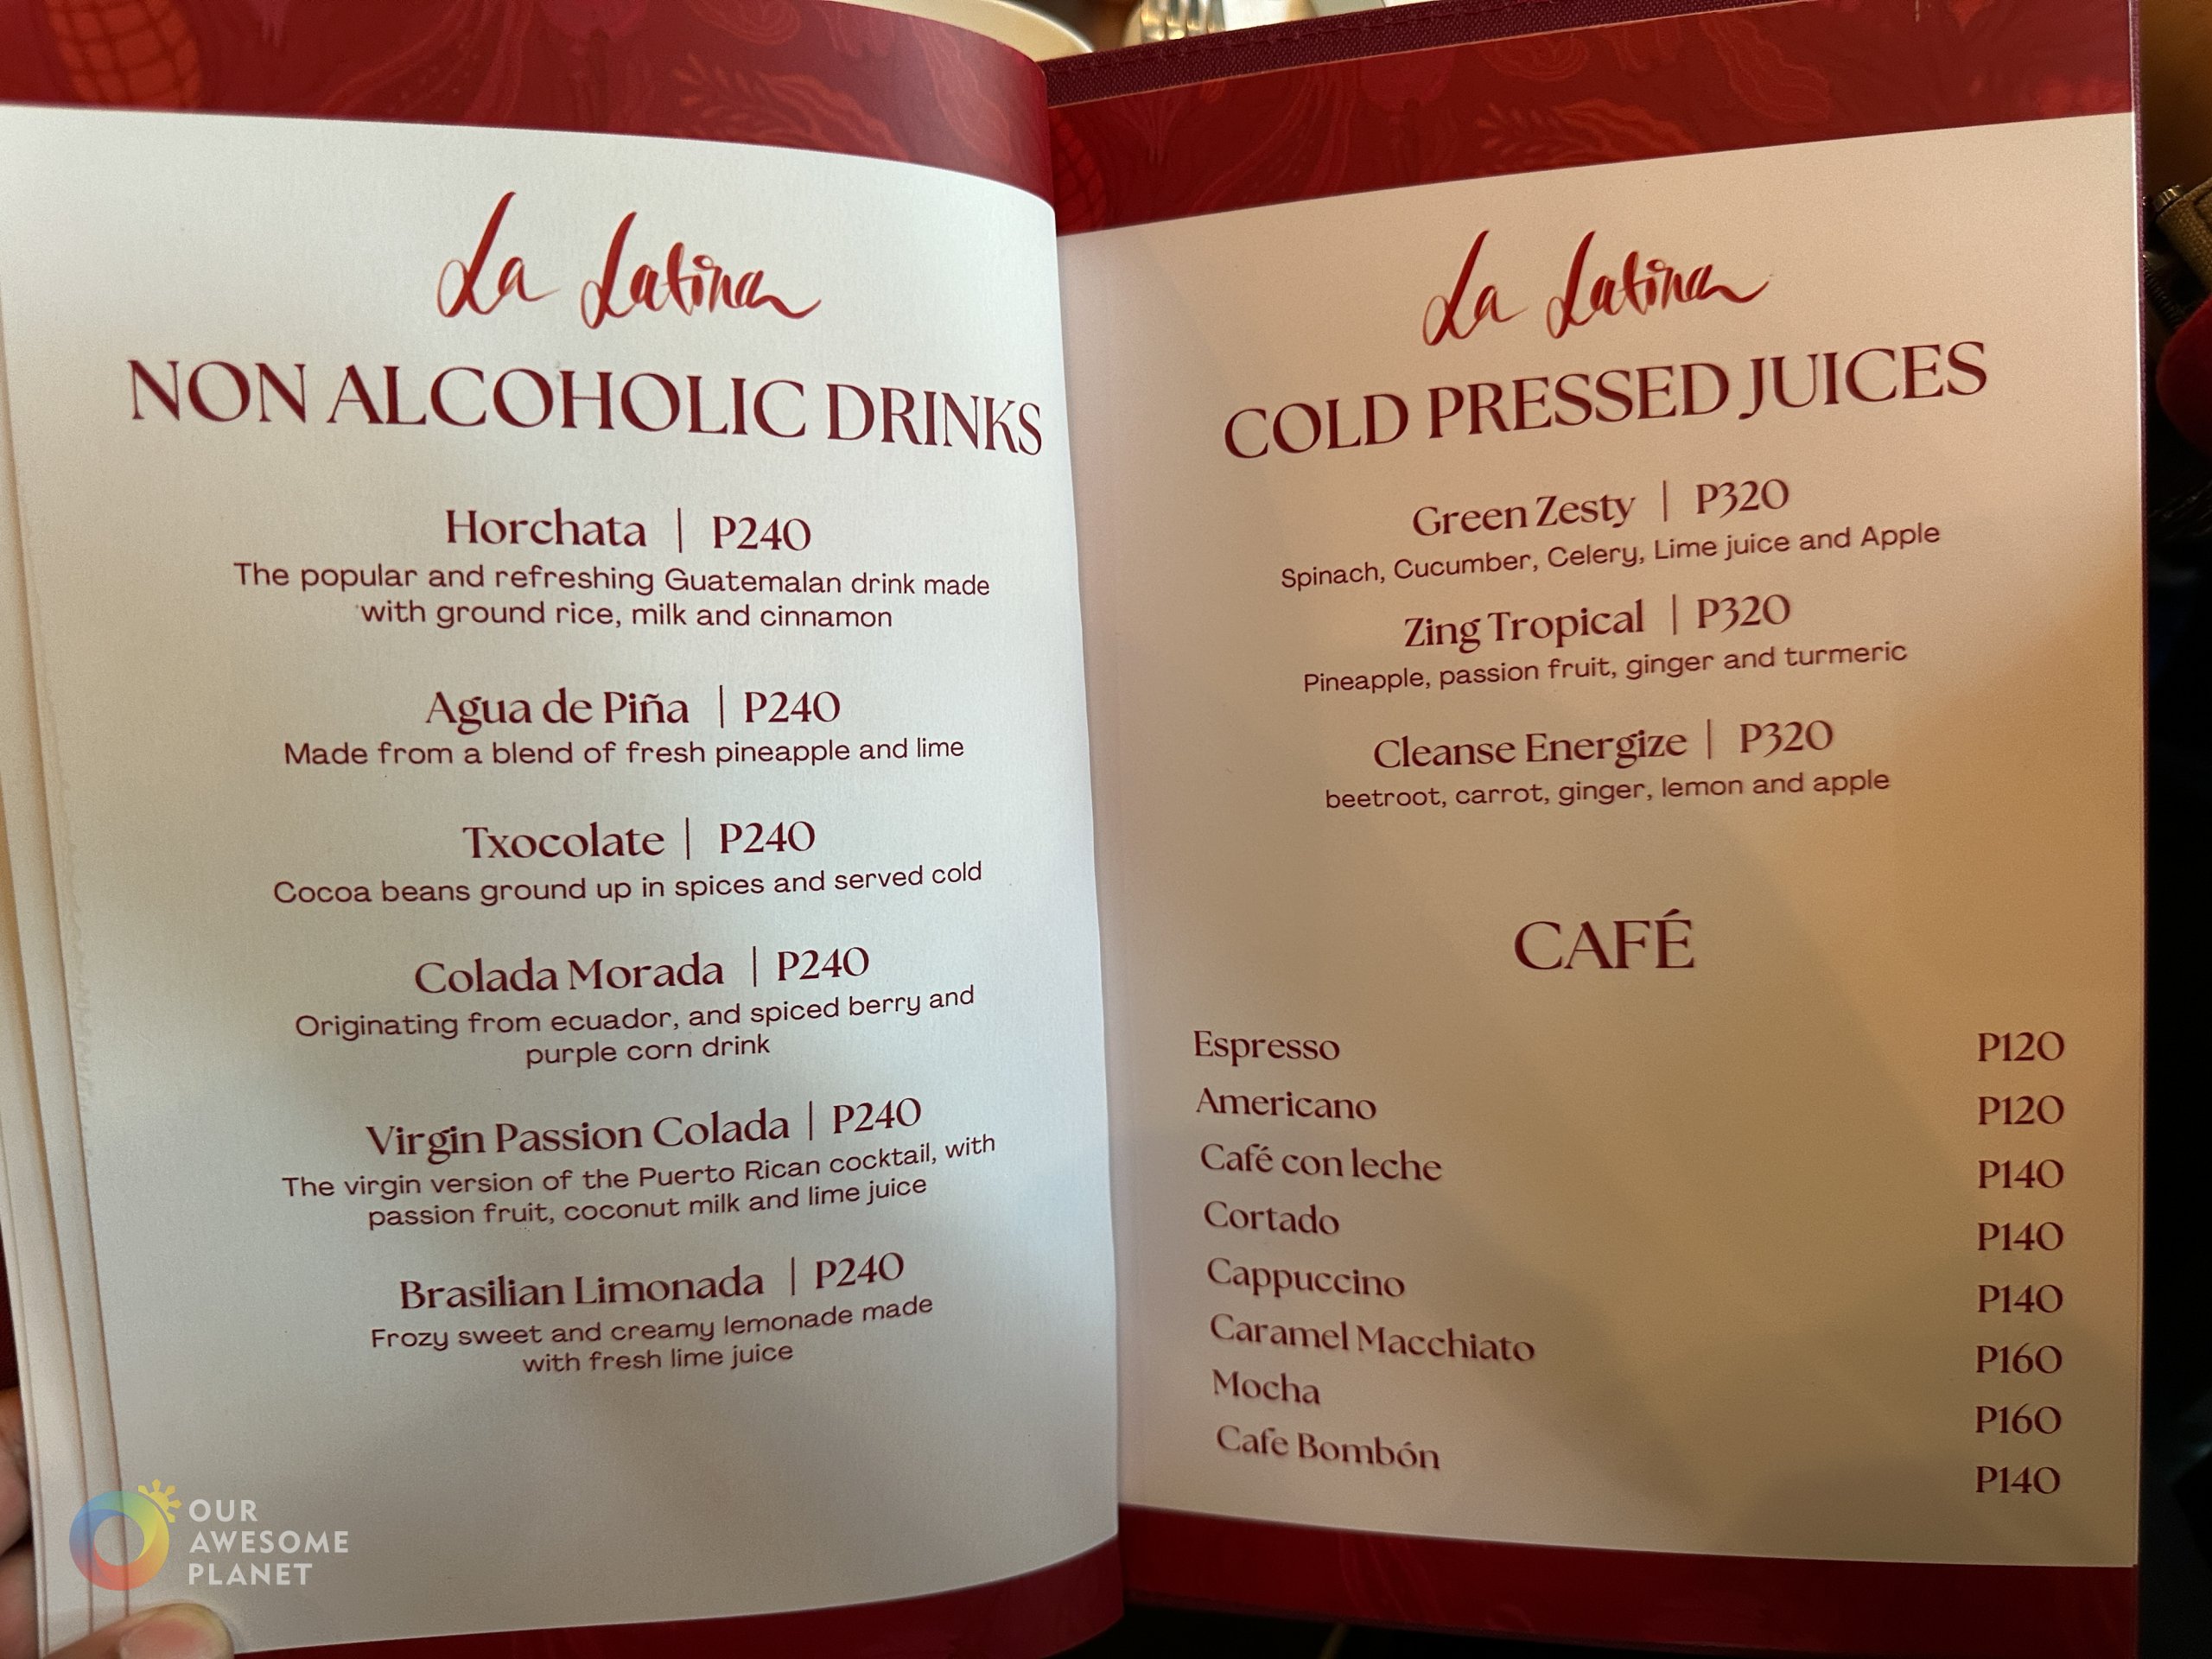 La Latina
NON ALCOHOLIC DRINKS
Horchata | P240
The popular and refreshing Guatemalan drink made
with ground rice, milk and cinnamon
Agua de Piña | P240
Made from a blend of fresh pineapple and lime
Txocolate | P240
Cocoa beans ground up in spices and served cold
Colada Morada | P240
Originating from ecuador, and spiced berry and
purple corn drink
Virgin Passion Colada | P240
The virgin version of the Puerto Rican cocktail, with
passion fruit, coconut milk and lime juice
Brasilian Limonada | P240
Frozy sweet and creamy lemonade made
with fresh lime juice
OUR
AWESOME
PLANET
La Latina
COLD PRESSED JUICES
Green Zesty | P320
Spinach, Cucumber, Celery, Lime juice and Apple
Zing Tropical | P320
Pineapple, passion fruit, ginger and turmeric
Cleanse Energize | P320
beetroot, carrot, ginger, lemon and apple
CAFÉ
Espresso P120
Americano P120
Café con leche P140
Cortado P140
Cappuccino P140
Caramel Macchiato P160
Mocha P160
Cafe Bombón P140